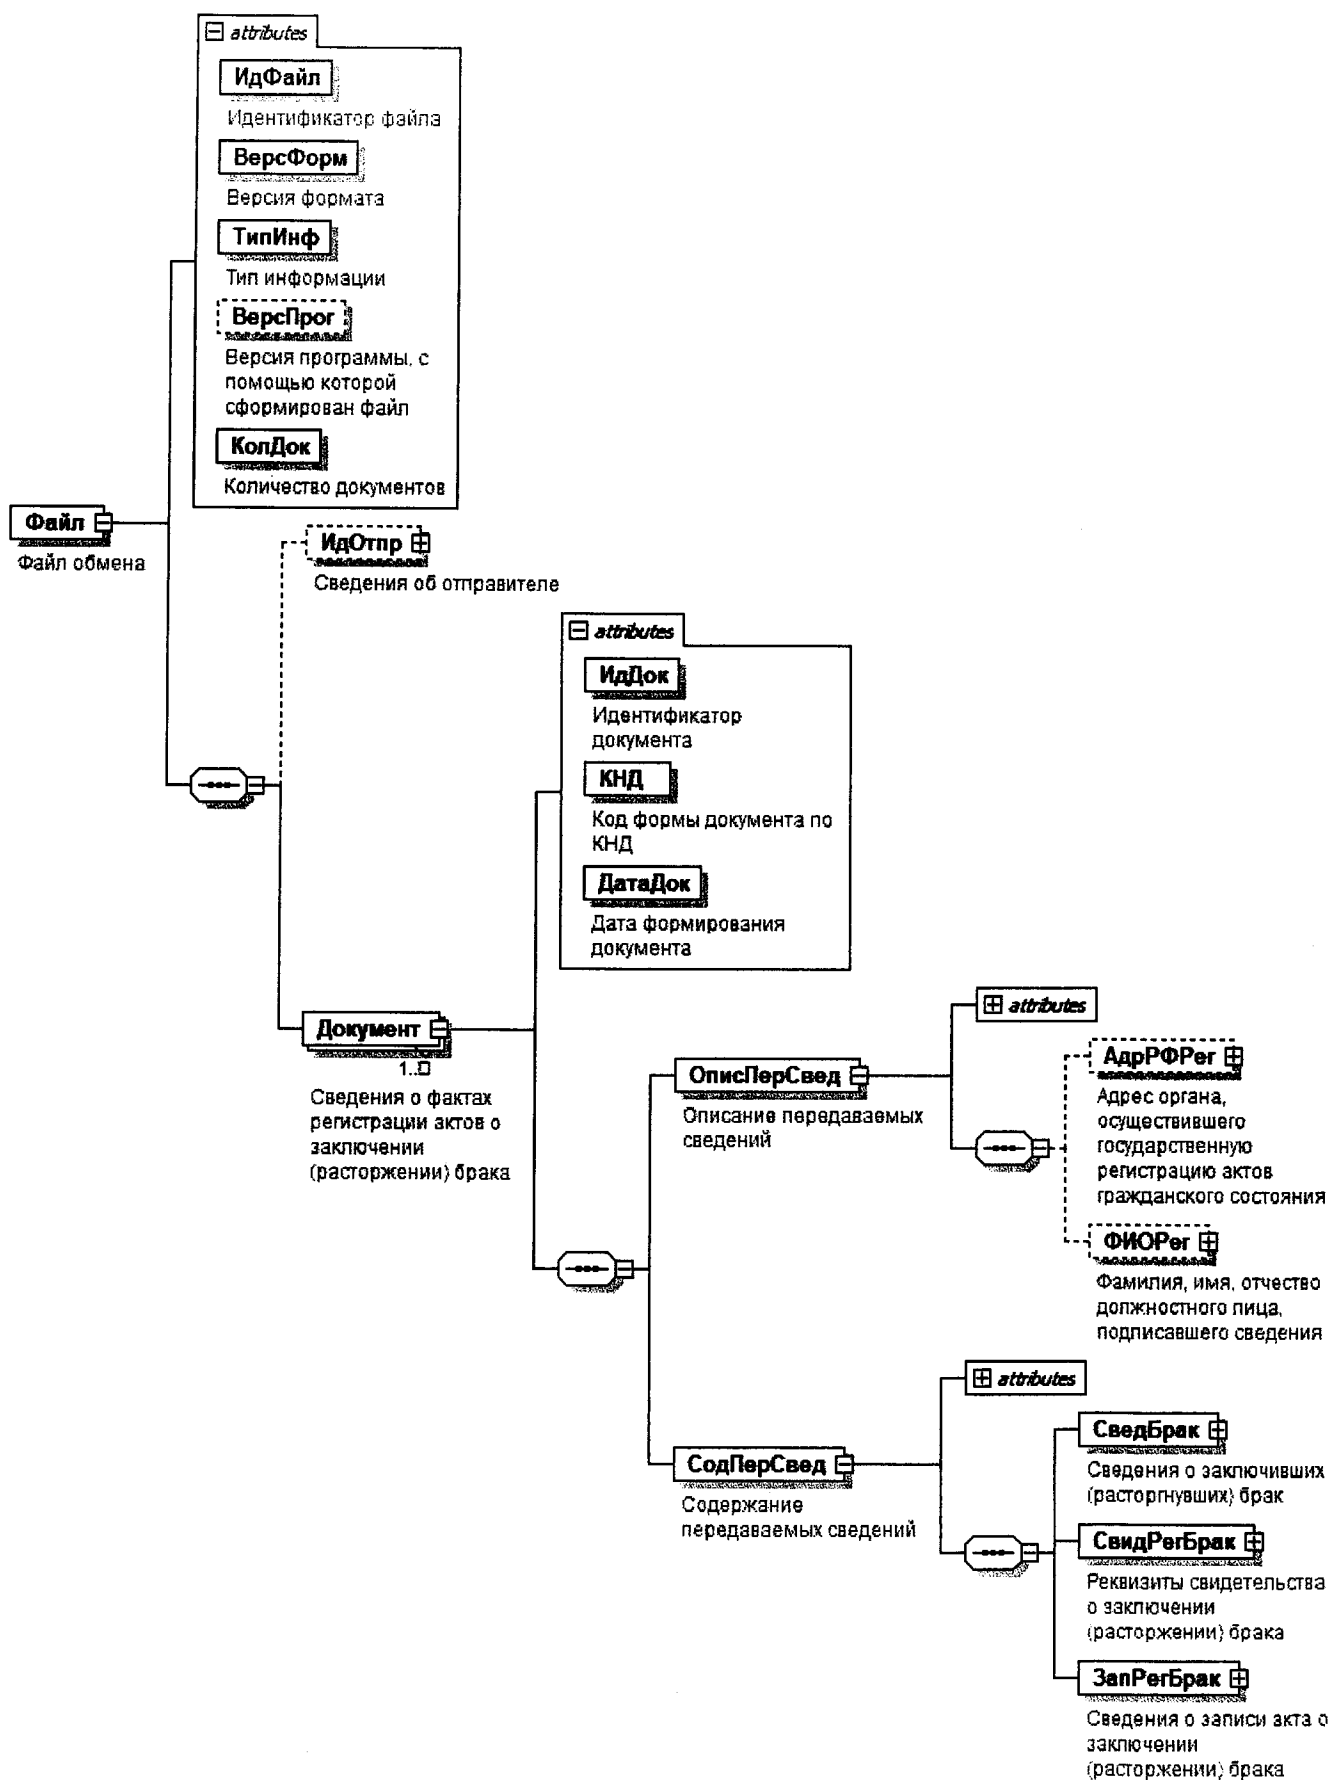 attributes
ИдФайл
Идентификатор файла
ВерсФорм
Версия формата
ТипИнф
Тип информации
ВерсПрог
Версия программы, с
помощью которой
сформирован файл
КолДок
Количество документов
Файл
Файл обмена
ИдОтпр
Сведения об отправителе
attributes
ИдДок
Идентификатор
документа
КНД
Код формы документа по
КНД
ДатаДок
Дата формирования
документа
Документ
Сведения о фактах
регистрации актов о
заключении
(расторжении) брака
ОписПерСвед
Описание передаваемых
сведений
attributes
АдрРФРег
Адрес органа,
осуществившего
государственную
регистрацию актов
гражданского состояния
ФИОРег
Фамилия, имя, отчество
должностного лица,
подписавшего сведения
СодПерСвед
Содержание
передаваемых сведений
attributes
СведБрак
Сведения о заключивших
(расторгнувших) брак
СвидРегБрак
Реквизиты свидетельства
о заключении
(расторжении) брака
ЗапРегБрак
Сведения о записи акта о
заключении
(расторжении) брака